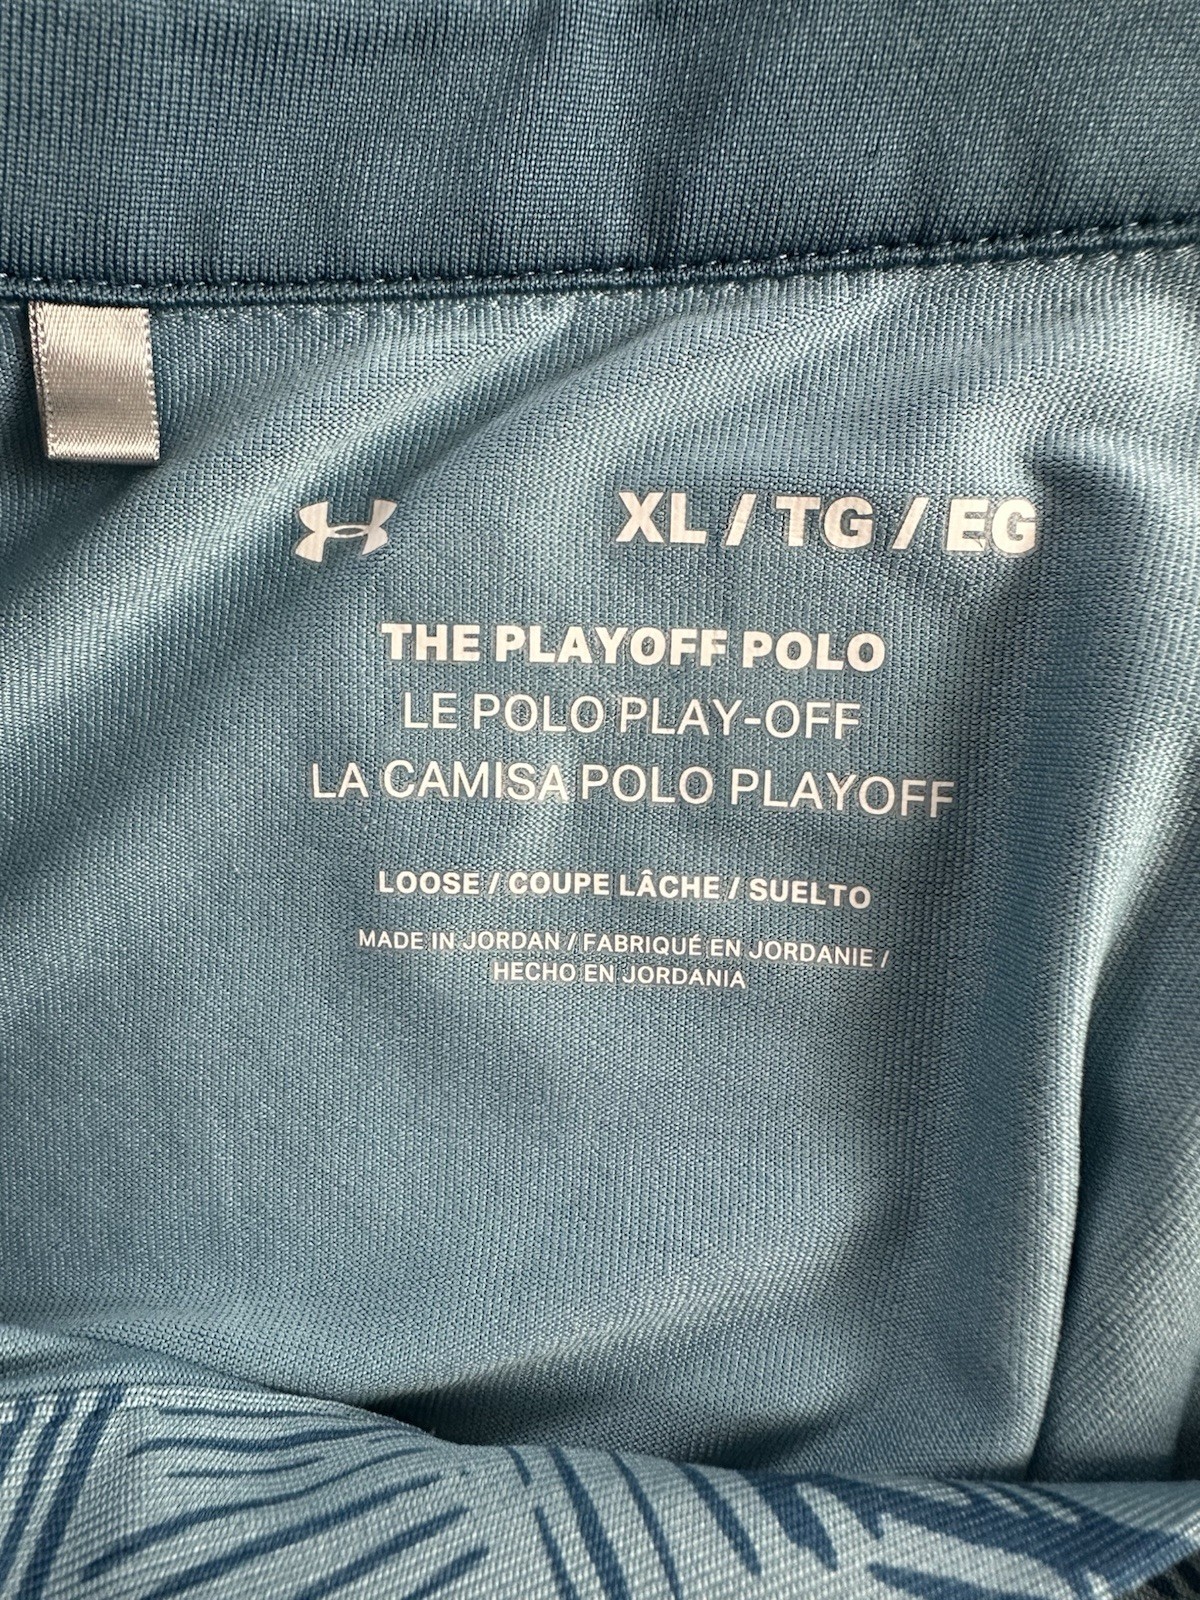 XL / TG / EG
THE PLAYOFF POLO
LE POLO PLAY-OFF
LA CAMISA POLO PLAYOFF
LOOSE / COUPE LÂCHE / SUELTO
MADE IN JORDAN / FABRIQUÉ EN JORDANIE /
HECHO EN JORDANIA